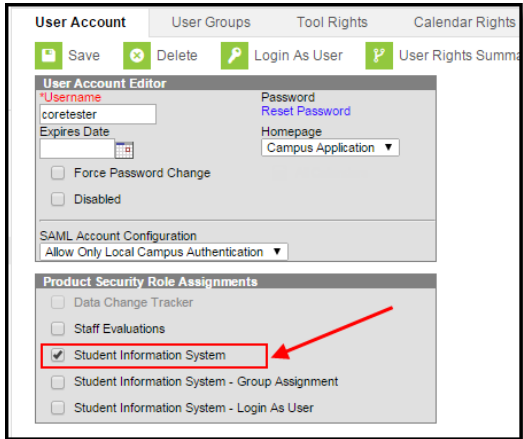 User Account User Groups Tool Rights Calendar Rights
Save Delete Login As User User Rights Summa
User Account Editor
*Username Password
coretester Reset Password
Expires Date Homepage
Campus Application
Force Password Change
Disabled
SAML Account Configuration
Allow Only Local Campus Authentication
Product Security Role Assignments
Data Change Tracker
Staff Evaluations
Student Information System
Student Information System - Group Assignment
Student Information System - Login As User